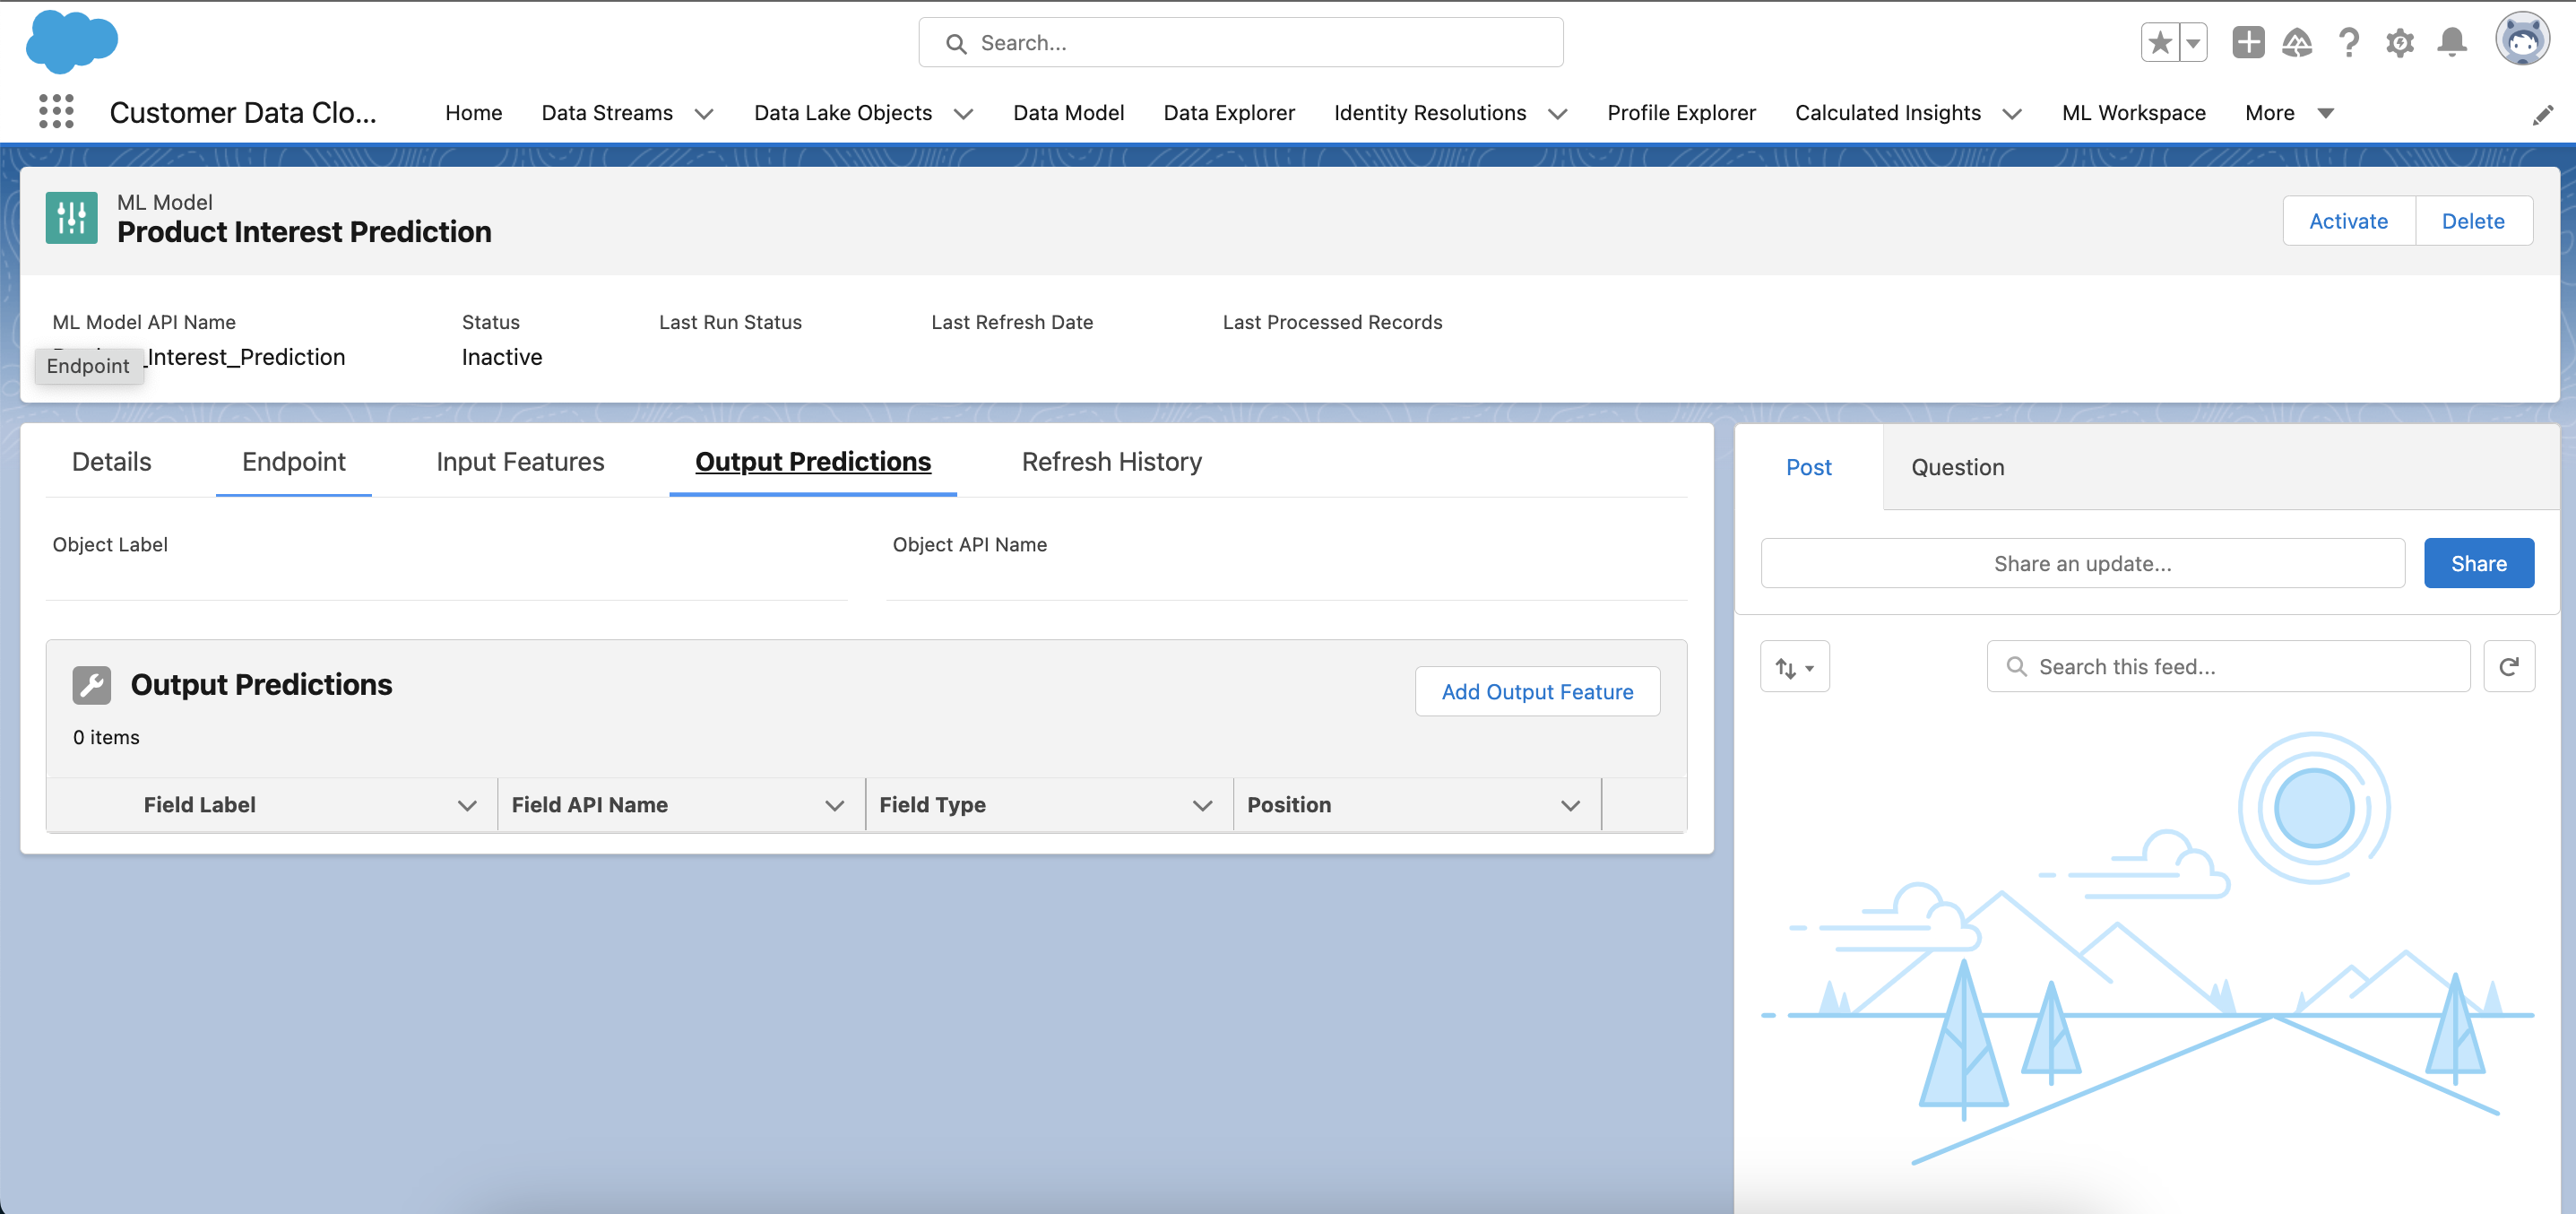 Search...
Customer Data Clo...
Home
Data Streams
Data Lake Objects
Data Model
Data Explorer
Identity Resolutions
Profile Explorer
Calculated Insights
ML Workspace
More
ML Model
Product Interest Prediction
Activate
Delete
ML Model API Name
Status
Last Run Status
Last Refresh Date
Last Processed Records
_Interest_Prediction
Inactive
Endpoint
Details
Endpoint
Input Features
Output Predictions
Refresh History
Object Label
Object API Name
Output Predictions
0 items
Add Output Feature
Field Label
Field API Name
Field Type
Position
Post
Question
Share an update...
Share
Search this feed...